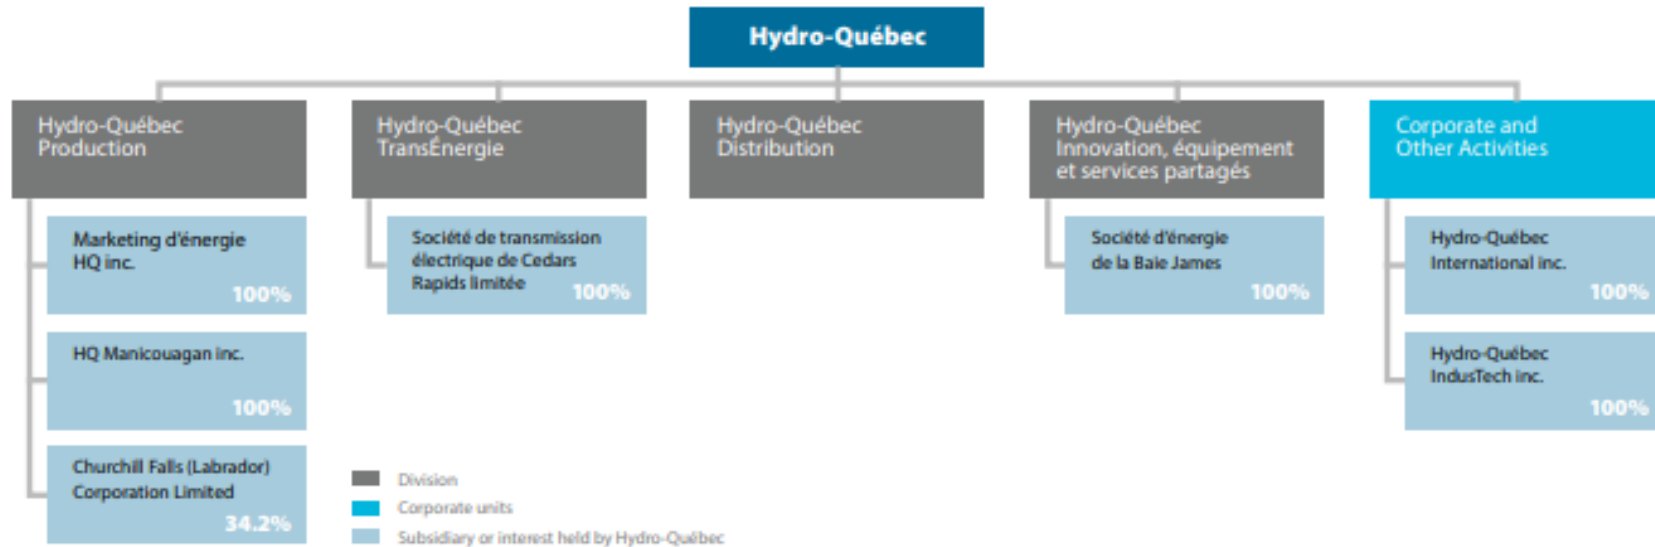 Hydro-Québec
Hydro-Québec
Production
Hydro-Québec
TransÉnergie
Hydro-Québec
Distribution
Hydro-Québec
Innovation, équipement
et services partagés
Corporate and
Other Activities
Marketing d'énergie
HQ inc.
100%
HQ Manicouagan inc.
100%
Churchill Falls (Labrador)
Corporation Limited
34.2%
Société de transmission
électrique de Cedars
Rapids limitée
100%
Société d'énergie
de la Baie James
100%
Hydro-Québec
International inc.
100%
Hydro-Québec
IndusTech inc.
100%
Division
Corporate units
Subsidiary or interest held by Hydro-Québec